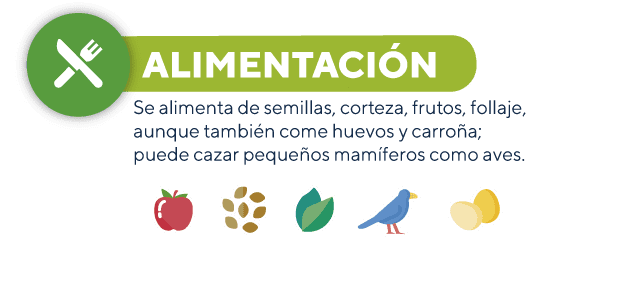 ALIMENTACIÓN
Se alimenta de semillas, corteza, frutos, follaje,
aunque también come huevos y carroña;
puede cazar pequeños mamíferos como aves.